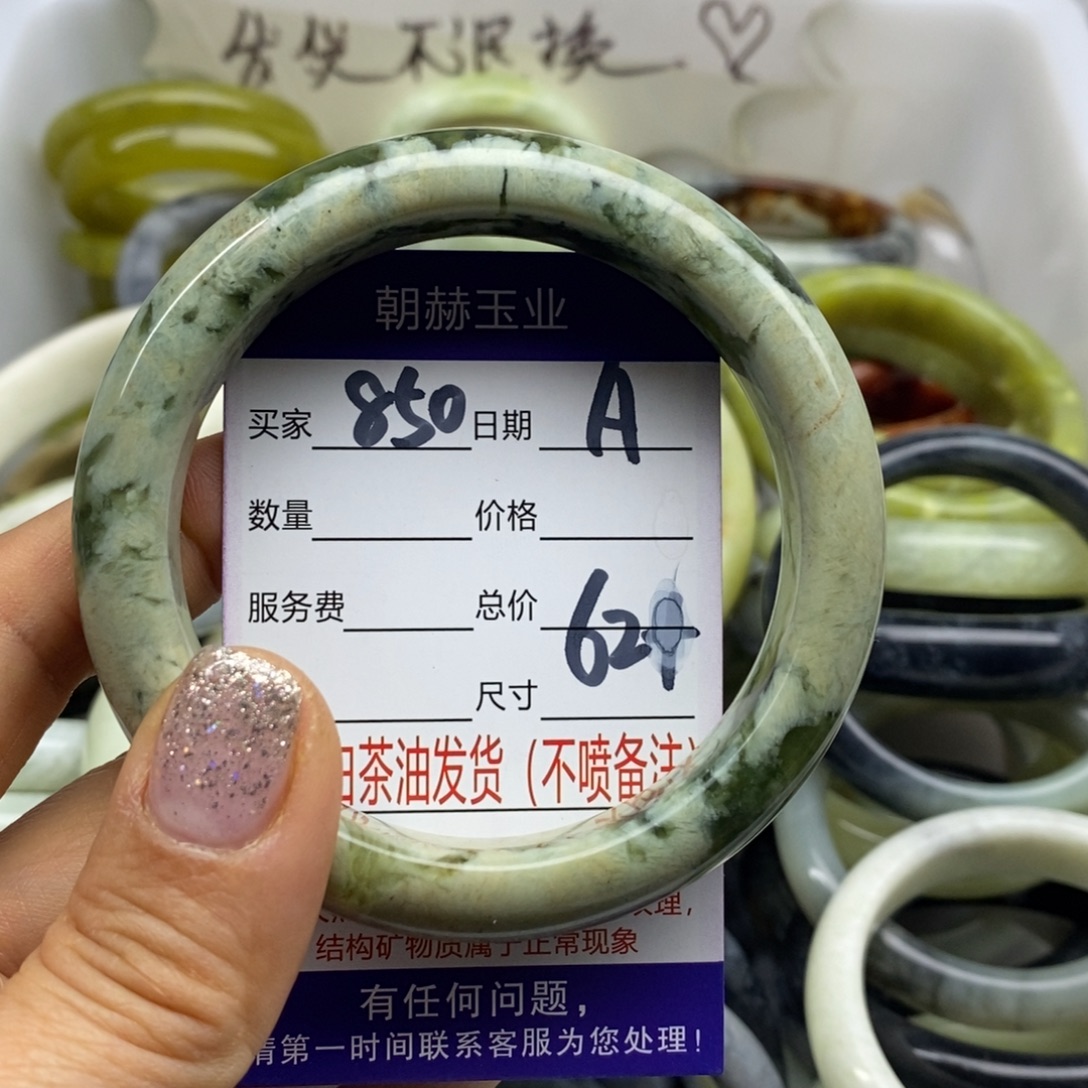 不
朝赫玉业
买家 850 日期 A
数量 价格
服务费 总价 62
尺寸
茶油发货（不喷备注）
理，
结构矿物质属于正常现象
有任何问题，
请第一时间联系客服为您处理！